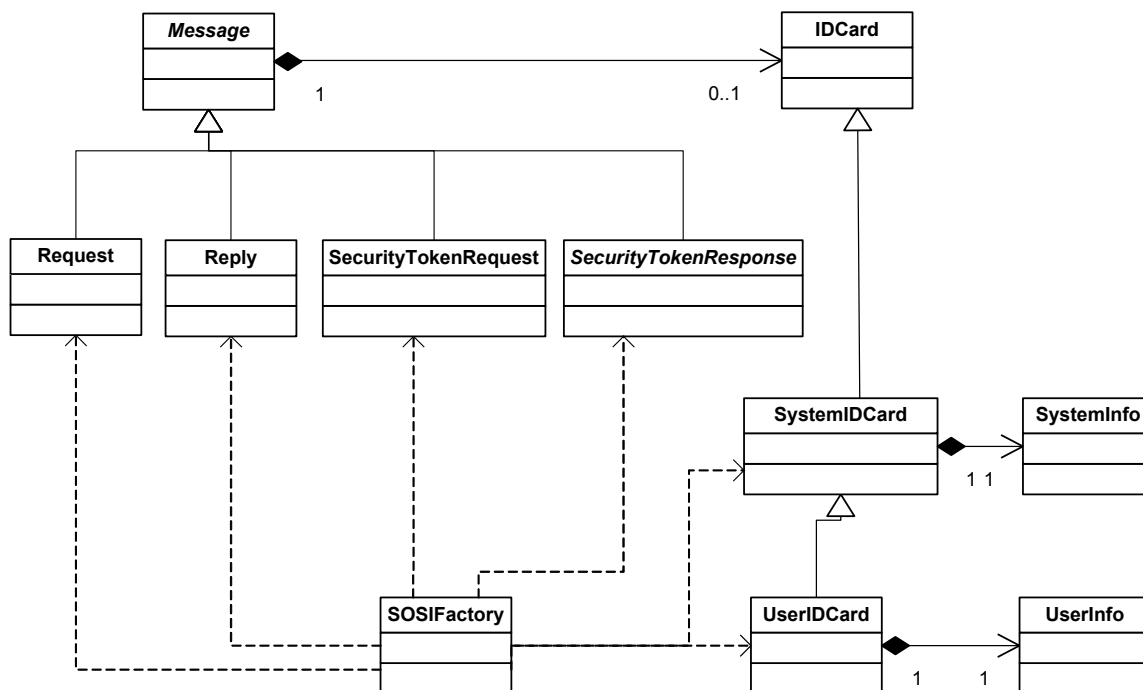 Message
IDCard
1
0..1
Request
Reply
SecurityTokenRequest
SecurityTokenResponse
SystemIDCard
SystemInfo
1 1
SOSIFactory
UserIDCard
UserInfo
1
1